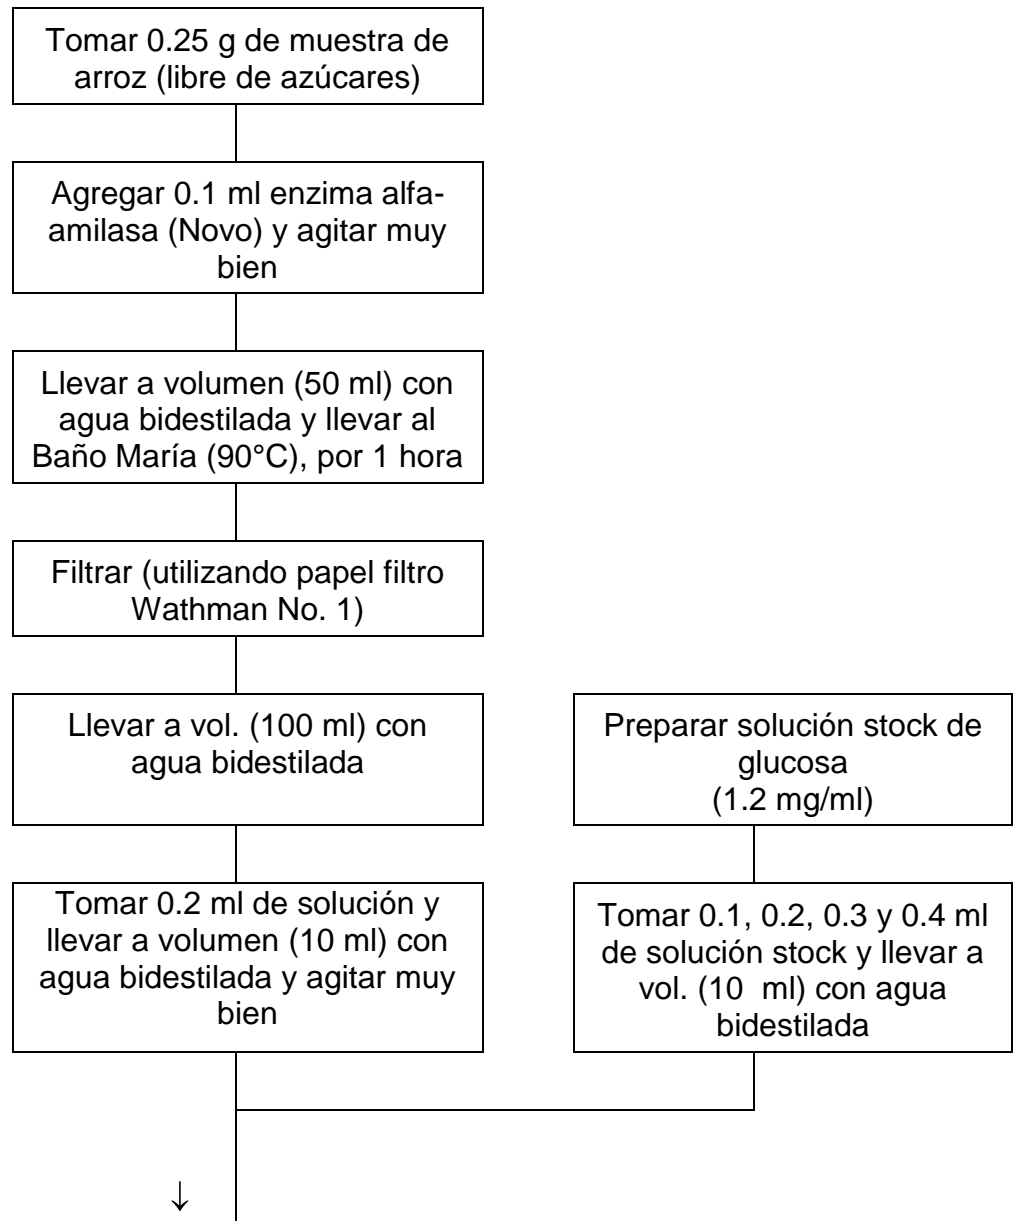 Tomar 0.25 g de muestra de
arroz (libre de azúcares)
Agregar 0.1 ml enzima alfa-
amilasa (Novo) y agitar muy
bien
Llevar a volumen (50 ml) con
agua bidestilada y llevar al
Baño María (90°C), por 1 hora
Filtrar (utilizando papel filtro
Wathman No. 1)
Llevar a vol. (100 ml) con
agua bidestilada
Tomar 0.2 ml de solución y
llevar a volumen (10 ml) con
agua bidestilada y agitar muy
bien
Preparar solución stock de
glucosa
(1.2 mg/ml)
Tomar 0.1, 0.2, 0.3 y 0.4 ml
de solución stock y llevar a
vol. (10 ml) con agua
bidestilada
↓